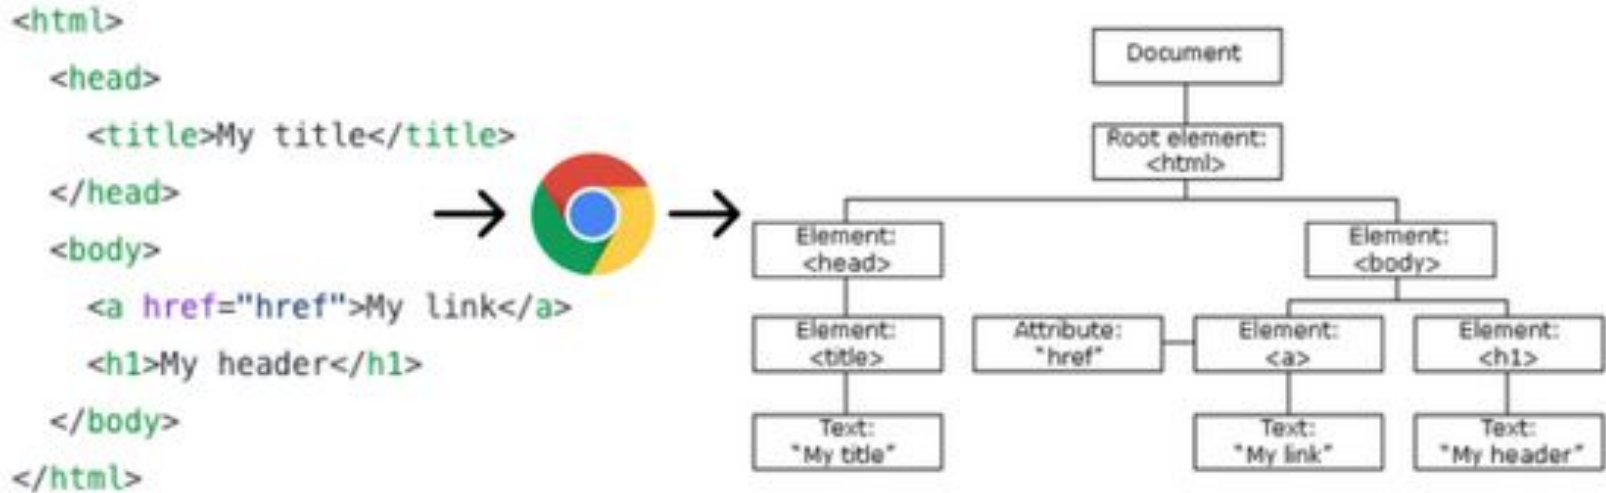 <html>
<head>
<title>My title</title>
</head>
<body>
<a href="href">My link</a>
<h1>My header</h1>
</body>
</html>
Document
Root element:
<html>
Element:
<head>
Element:
<body>
Element:
<title>
Attribute:
"href"
Element:
<a>
Element:
<h1>
Text:
"My title"
Text:
"My link"
Text:
"My header"